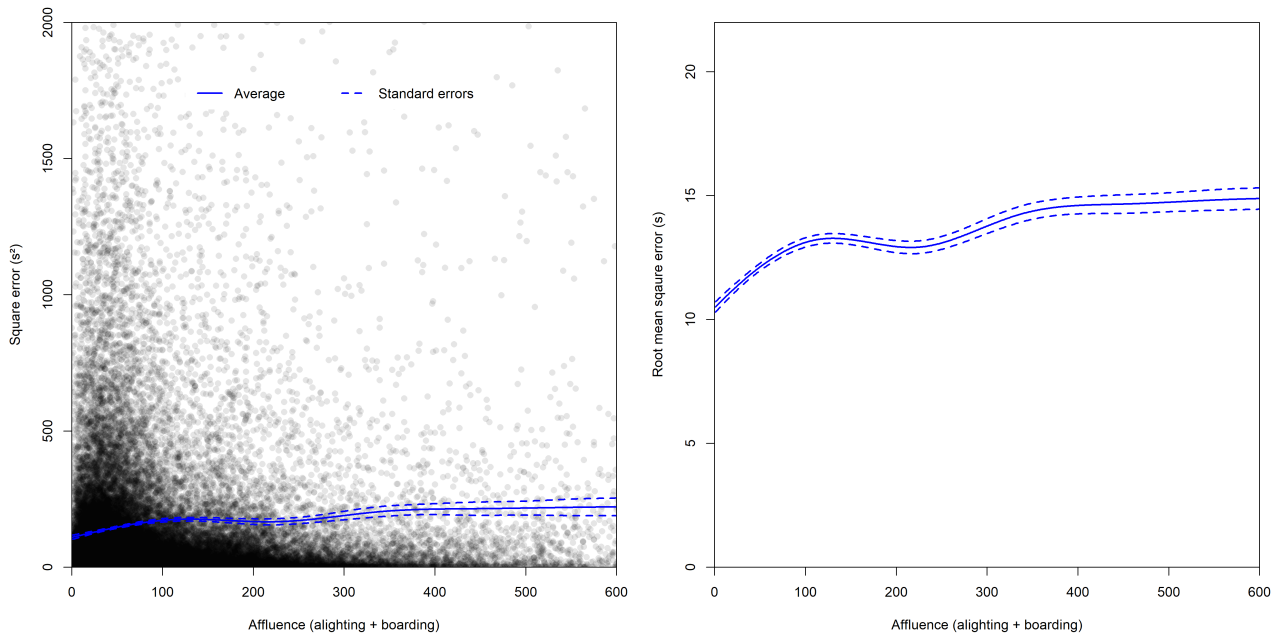 2000
1500
1000
500
0
Square error (s²)
Average
Standard errors
0 100 200 300 400 500 600
Affluence (alighting + boarding)
20
15
10
5
0
Root mean sqaure error (s)
0 100 200 300 400 500 600
Affluence (alighting + boarding)